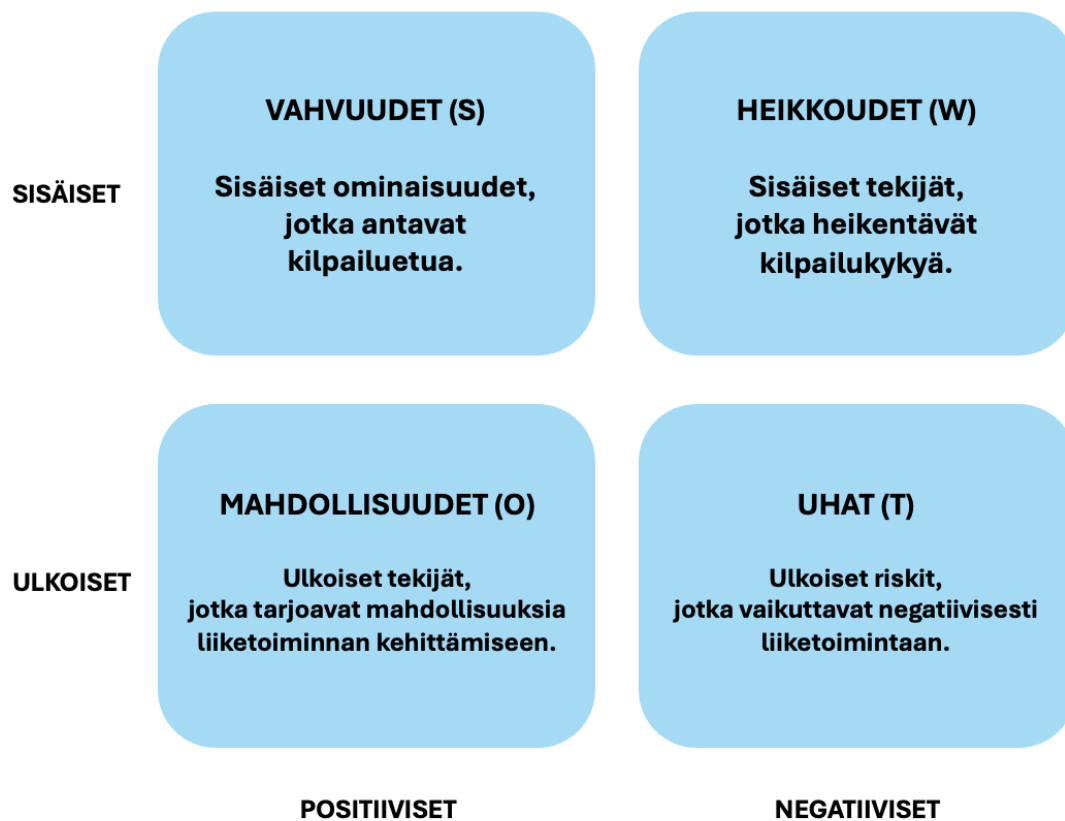 VAHVUUDET (S)
HEIKKOUDET (W)
SISÄISET
Sisäiset ominaisuudet,
jotka antavat
kilpailuetua.
Sisäiset tekijät,
jotka heikentävät
kilpailukykyä.
MAHDOLLISUUDET (O)
UHAT (T)
ULKOISET
Ulkoiset tekijät,
jotka tarjoavat mahdollisuuksia
liiketoiminnan kehittämiseen.
Ulkoiset riskit,
jotka vaikuttavat negatiivisesti
liiketoimintaan.
POSITIIVISET
NEGATIIVISET